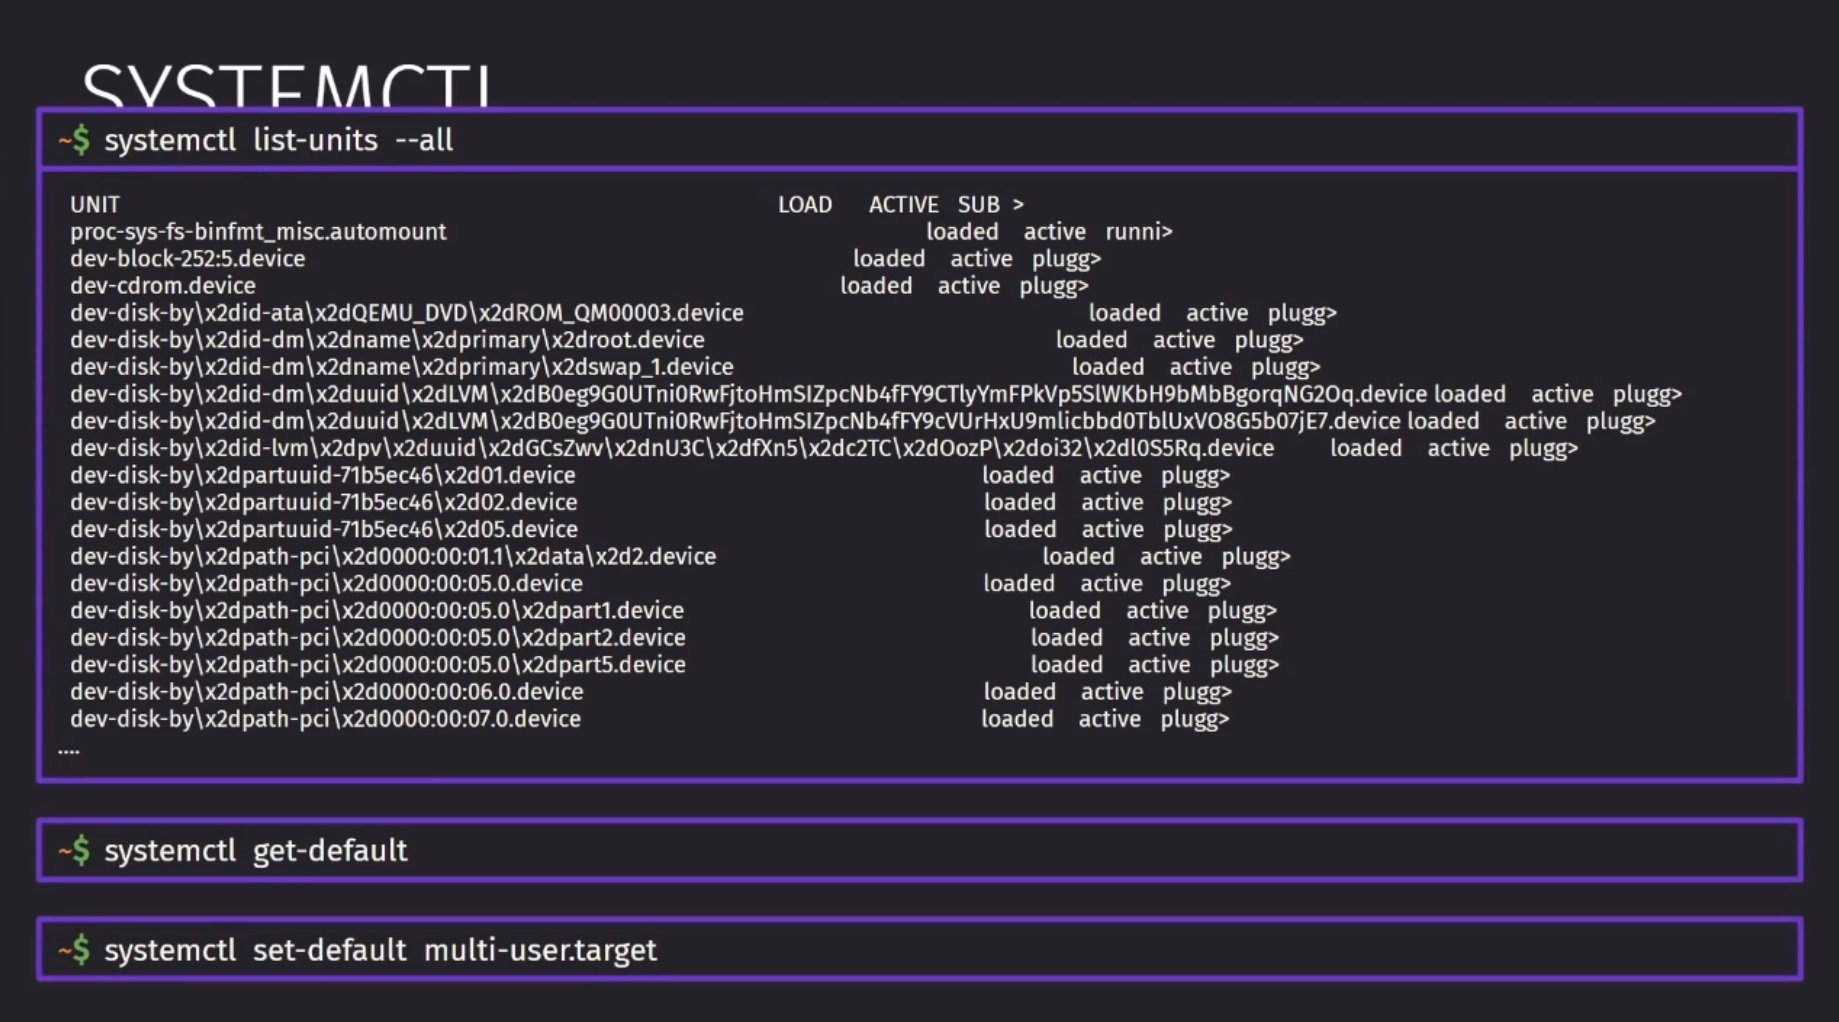 SYSTEMCTL
~$ systemctl list-units --all
UNIT LOAD ACTIVE SUB >
proc-sys-fs-binfmt_misc.automount loaded active runni>
dev-block-252:5.device loaded active plugg>
dev-cdrom.device loaded active plugg>
dev-disk-by\x2did-ata\x2dQEMU_DVD\x2dROM_QM00003.device loaded active plugg>
dev-disk-by\x2did-dm\x2dname\x2dprimary\x2droot.device loaded active plugg>
dev-disk-by\x2did-dm\x2dname\x2dprimary\x2dswap_1.device loaded active plugg>
dev-disk-by\x2did-dm\x2duuid\x2dLVM\x2dB0eg9G0UTni0RwFjtoHmSIZpcNb4fFY9CTlyYmFPkVp5SlWKbH9bMbBgorqNG2Oq.device loaded active plugg>
dev-disk-by\x2did-dm\x2duuid\x2dLVM\x2dB0eg9G0UTni0RwFjtoHmSIZpcNb4fFY9cVUrHxU9mlicbbd0TblUxVO8G5b07jE7.device loaded active plugg>
dev-disk-by\x2did-lvm\x2dpv\x2duuid\x2dGCsZwv\x2dnU3C\x2dfXn5\x2dc2TC\x2dOozP\x2doi32\x2dl0S5Rq.device loaded active plugg>
dev-disk-by\x2dpartuuid-71b5ec46\x2d01.device loaded active plugg>
dev-disk-by\x2dpartuuid-71b5ec46\x2d02.device loaded active plugg>
dev-disk-by\x2dpartuuid-71b5ec46\x2d05.device loaded active plugg>
dev-disk-by\x2dpath-pci\x2d0000:00:01.1\x2data\x2d2.device loaded active plugg>
dev-disk-by\x2dpath-pci\x2d0000:00:05.0.device loaded active plugg>
dev-disk-by\x2dpath-pci\x2d0000:00:05.0\x2dpart1.device loaded active plugg>
dev-disk-by\x2dpath-pci\x2d0000:00:05.0\x2dpart2.device loaded active plugg>
dev-disk-by\x2dpath-pci\x2d0000:00:05.0\x2dpart5.device loaded active plugg>
dev-disk-by\x2dpath-pci\x2d0000:00:06.0.device loaded active plugg>
dev-disk-by\x2dpath-pci\x2d0000:00:07.0.device loaded active plugg>
....
~$ systemctl get-default
~$ systemctl set-default multi-user.target